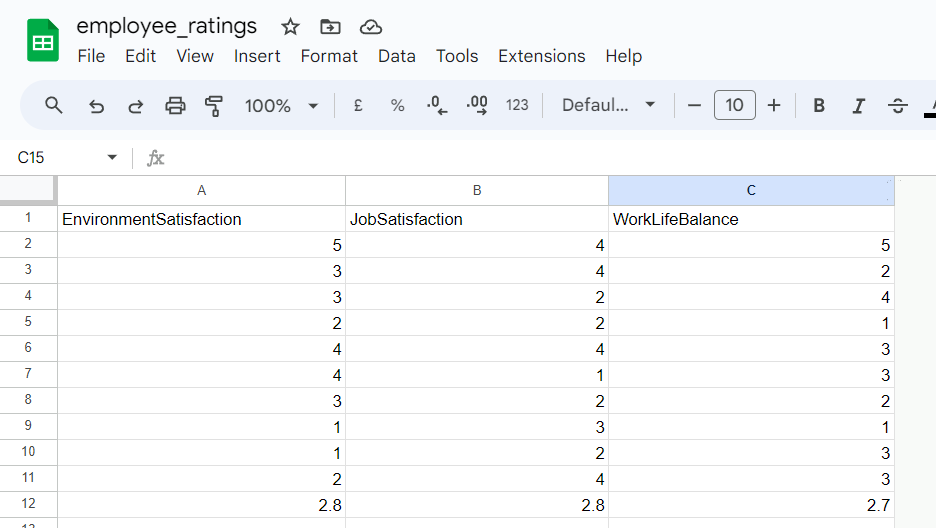 employee_ratings
File Edit View Insert Format Data Tools Extensions Help
100% £ % .0 .00 123 Defaul... − 10 + B I S
C15 fx
A B C
1 EnvironmentSatisfaction JobSatisfaction WorkLifeBalance
2 5 4 5
3 3 4 2
4 3 2 4
5 2 2 1
6 4 4 3
7 4 1 3
8 3 2 2
9 1 3 1
10 1 2 3
11 2 4 3
12 2.8 2.8 2.7